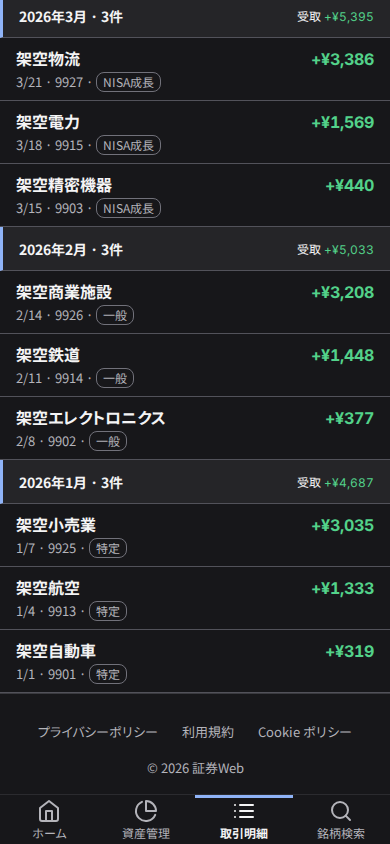 2026年3月・3件 受取 +¥5,395
架空物流 +¥3,386
3/21・9927・NISA成長
架空電力 +¥1,569
3/18・9915・NISA成長
架空精密機器 +¥440
3/15・9903・NISA成長
2026年2月・3件 受取 +¥5,033
架空商業施設 +¥3,208
2/14・9926・一般
架空鉄道 +¥1,448
2/11・9914・一般
架空エレクトロニクス +¥377
2/8・9902・一般
2026年1月・3件 受取 +¥4,687
架空小売業 +¥3,035
1/7・9925・特定
架空航空 +¥1,333
1/4・9913・特定
架空自動車 +¥319
1/1・9901・特定
プライバシーポリシー 利用規約 Cookie ポリシー
© 2026 証券Web
ホーム 資産管理 取引明細 銘柄検索